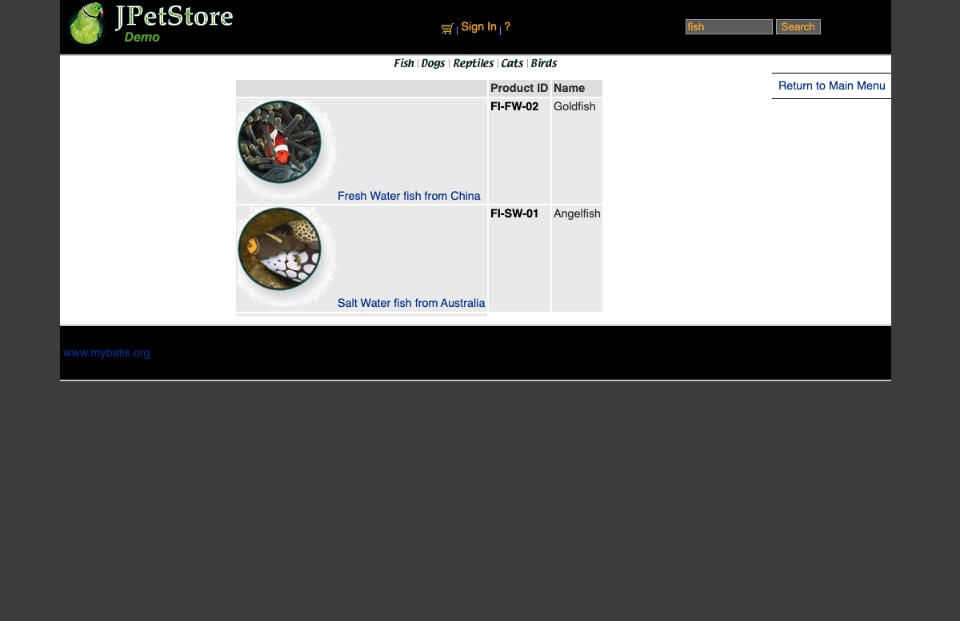 JPetStore
Demo
| Sign In | ?
fish Search
Fish | Dogs | Reptiles | Cats | Birds
Return to Main Menu
Product ID Name
FI-FW-02 Goldfish
Fresh Water fish from China
FI-SW-01 Angelfish
Salt Water fish from Australia
www.mybatis.org